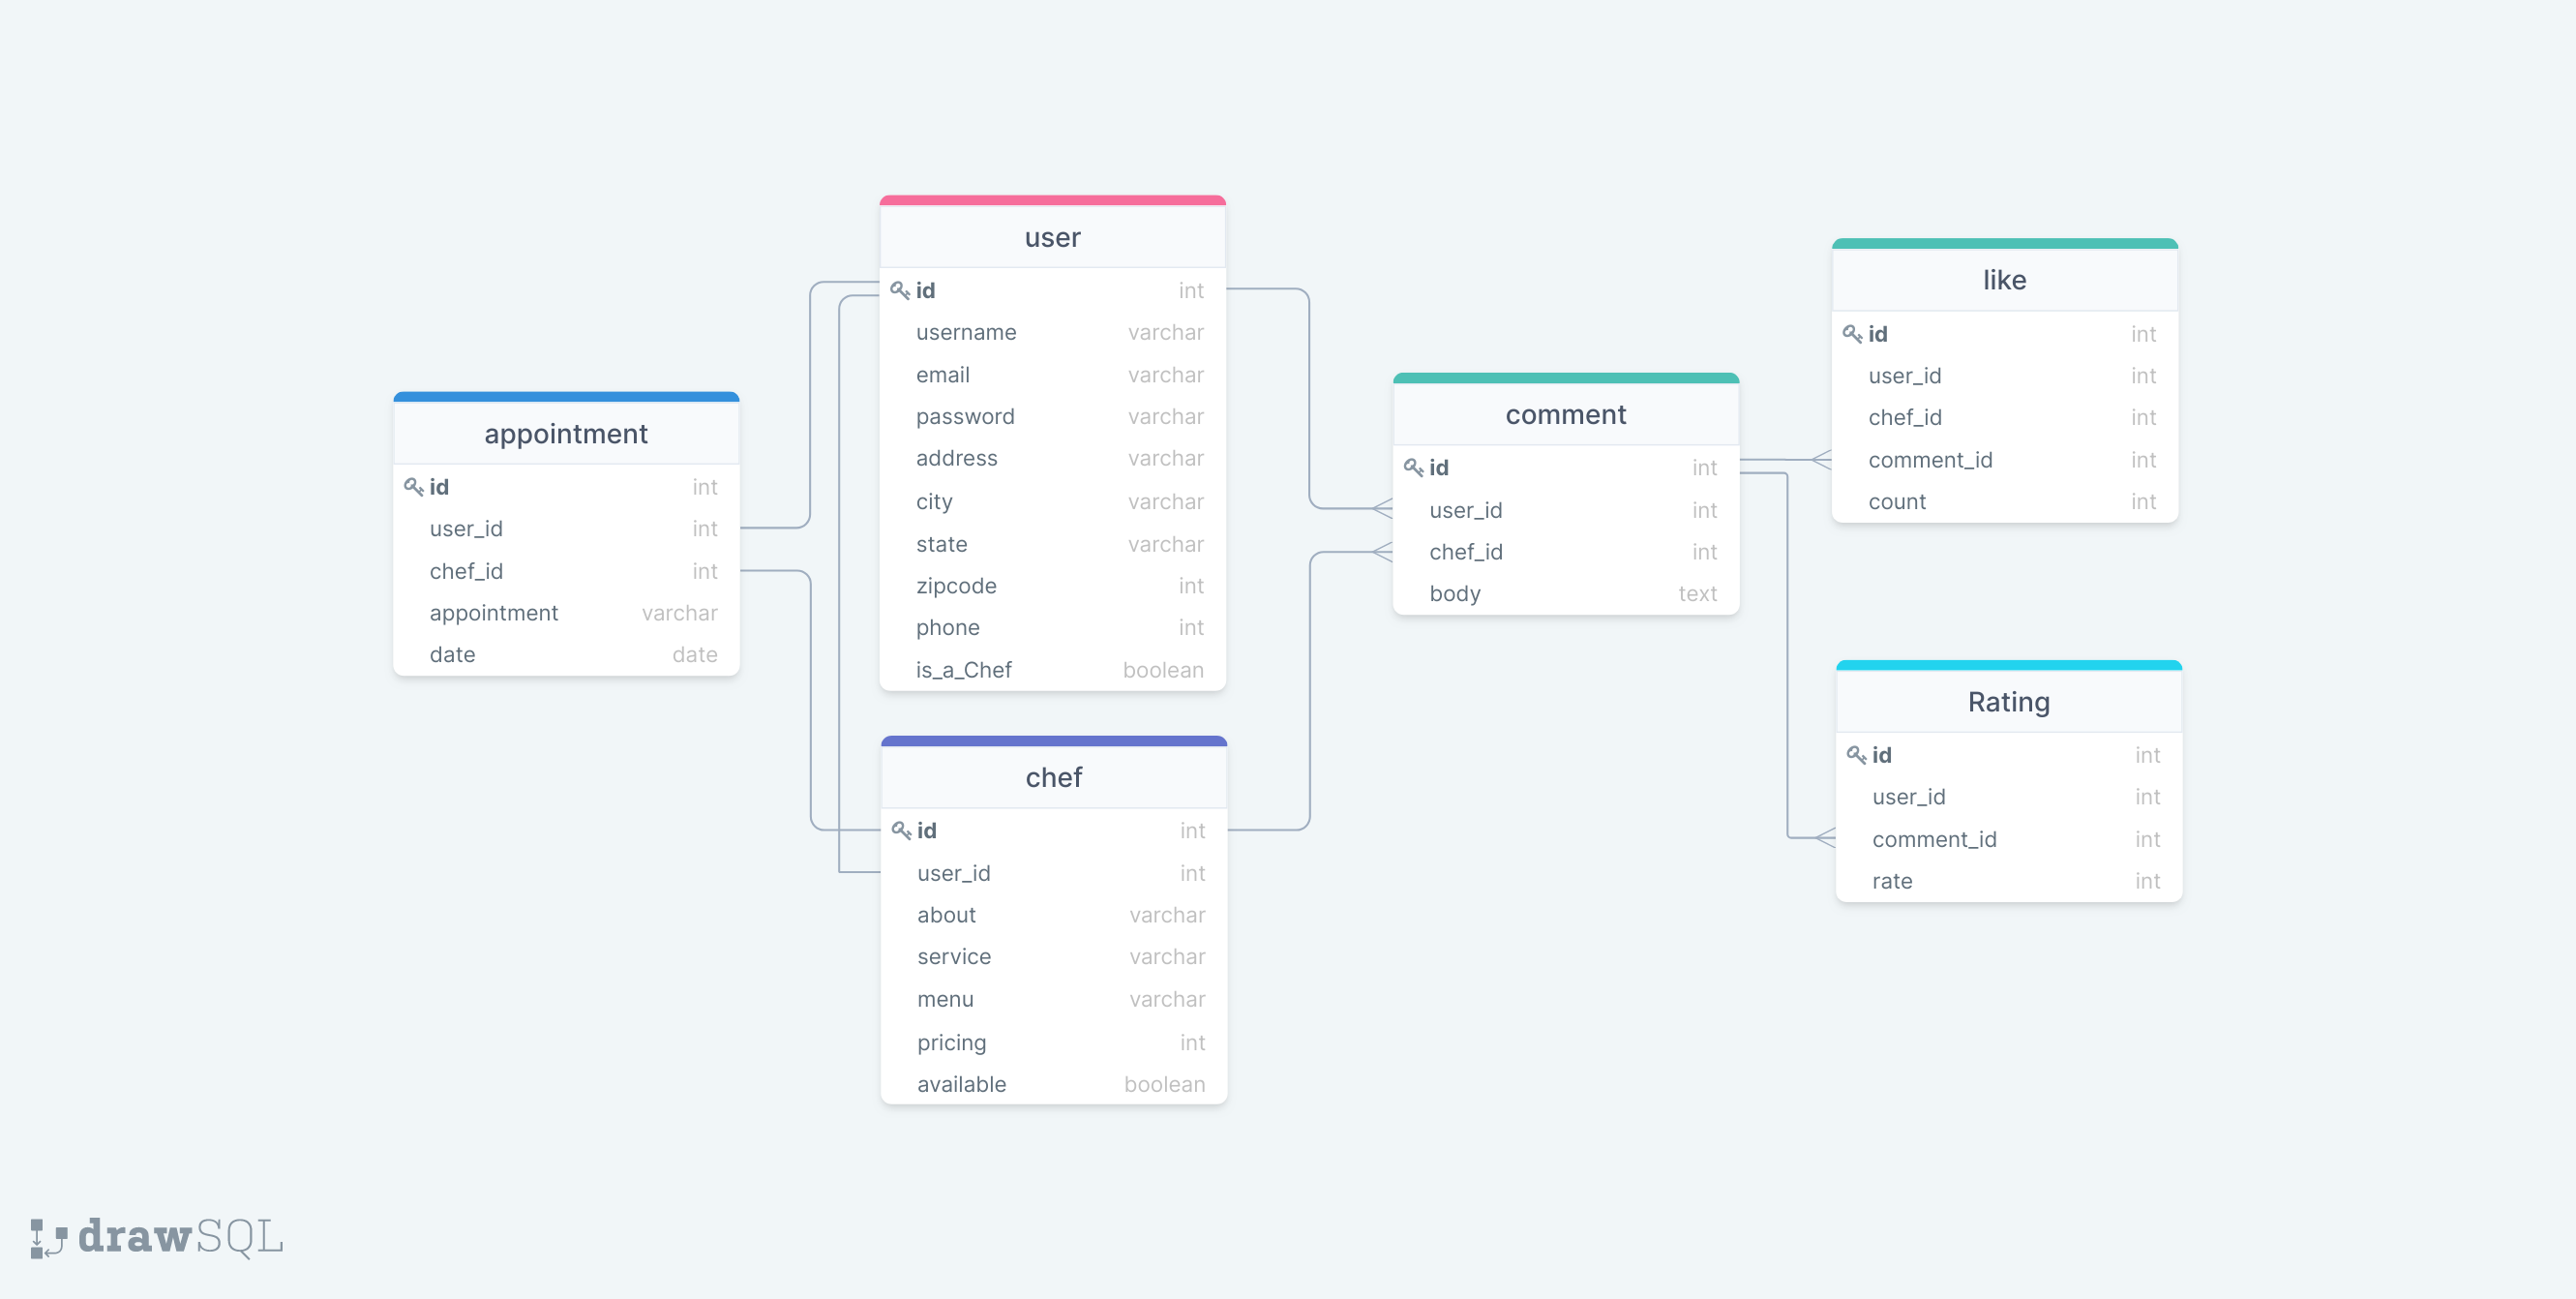 user
id int
username varchar
email varchar
password varchar
address varchar
city varchar
state varchar
zipcode int
phone int
is_a_Chef boolean
like
id int
user_id int
chef_id int
comment_id int
count int
comment
id int
user_id int
chef_id int
body text
appointment
id int
user_id int
chef_id int
appointment varchar
date date
Rating
id int
user_id int
comment_id int
rate int
chef
id int
user_id int
about varchar
service varchar
menu varchar
pricing int
available boolean
drawSQL